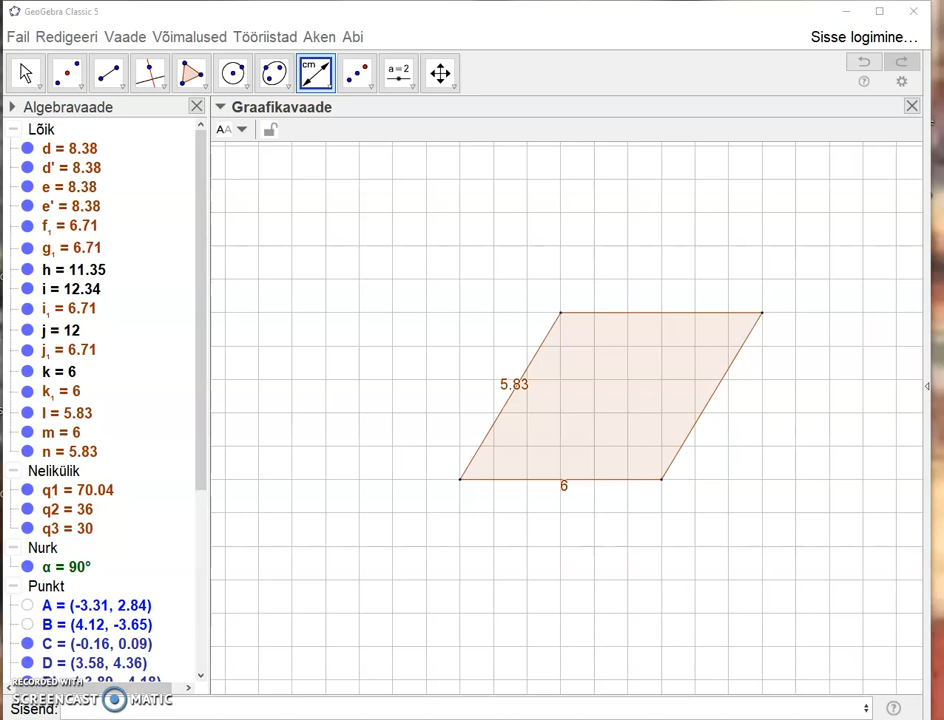 GeoGebra Classic 5
Fail Redigeeri Vaade Võimalused Tööriistad Aken Abi
Sisse logimine...
cm
a=2
Algebravaade
Graafikavaade
AA
Lõik
d = 8.38
d' = 8.38
e = 8.38
e' = 8.38
f₁ = 6.71
g₁ = 6.71
h = 11.35
i = 12.34
i₁ = 6.71
j = 12
j₁ = 6.71
k = 6
k₁ = 6
l = 5.83
m = 6
n = 5.83
Nelikülik
q1 = 70.04
q2 = 36
q3 = 30
Nurk
α = 90°
Punkt
A = (-3.31, 2.84)
B = (4.12, -3.65)
C = (-0.16, 0.09)
D = (3.58, 4.36)
5.83
6
RECORDED WITH
SCREENCAST MATIC
Sisend: